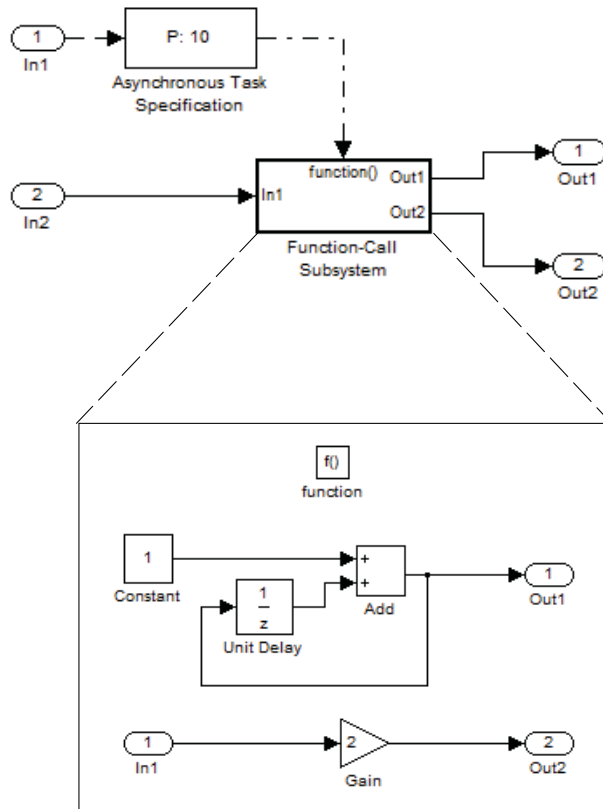 1
In1
P: 10
Asynchronous Task
Specification
2
In2
function()
In1
Out1
Out2
Function-Call
Subsystem
1
Out1
2
Out2
f()
function
1
Constant
1
z
Unit Delay
+
+
Add
1
Out1
1
In1
2
Gain
2
Out2